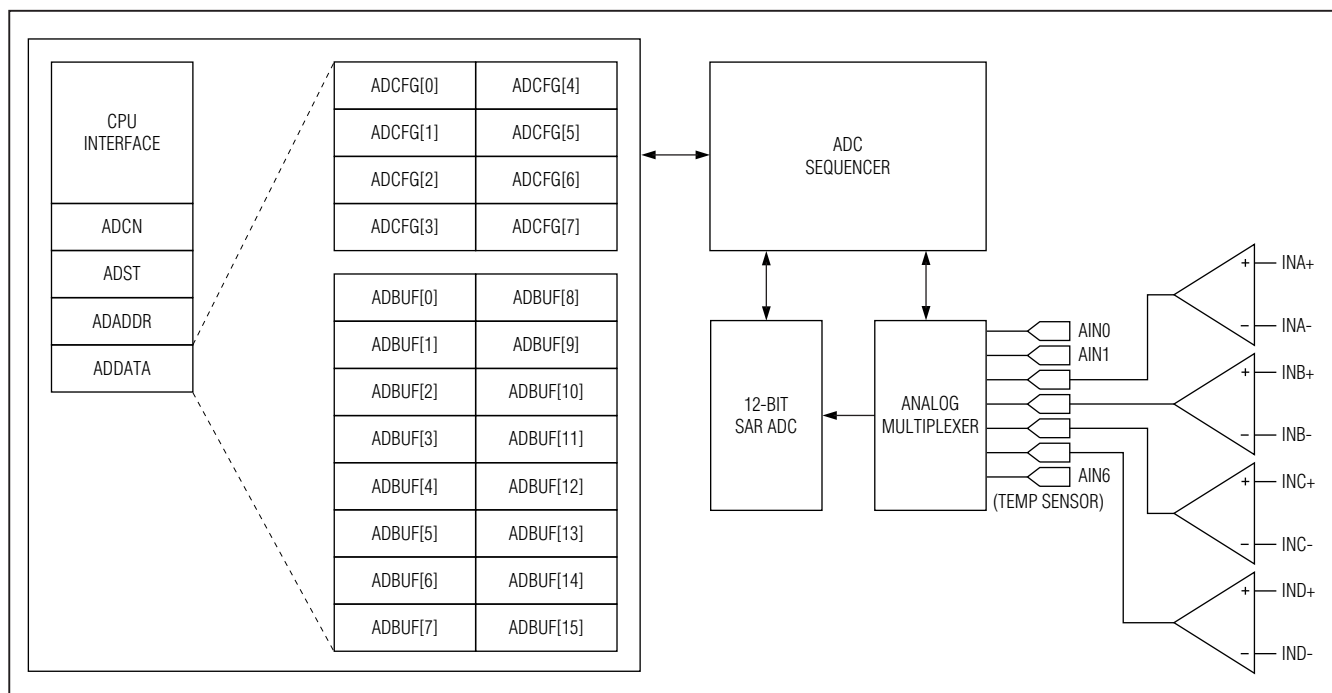 CPU
INTERFACE
ADCN
ADST
ADADDR
ADDATA
ADCFG[0] ADCFG[4]
ADCFG[1] ADCFG[5]
ADCFG[2] ADCFG[6]
ADCFG[3] ADCFG[7]
ADBUF[0] ADBUF[8]
ADBUF[1] ADBUF[9]
ADBUF[2] ADBUF[10]
ADBUF[3] ADBUF[11]
ADBUF[4] ADBUF[12]
ADBUF[5] ADBUF[13]
ADBUF[6] ADBUF[14]
ADBUF[7] ADBUF[15]
ADC
SEQUENCER
12-BIT
SAR ADC
ANALOG
MULTIPLEXER
AIN0
AIN1
AIN6
(TEMP SENSOR)
+ INA+
− INA-
+ INB+
− INB-
+ INC+
− INC-
+ IND+
− IND-